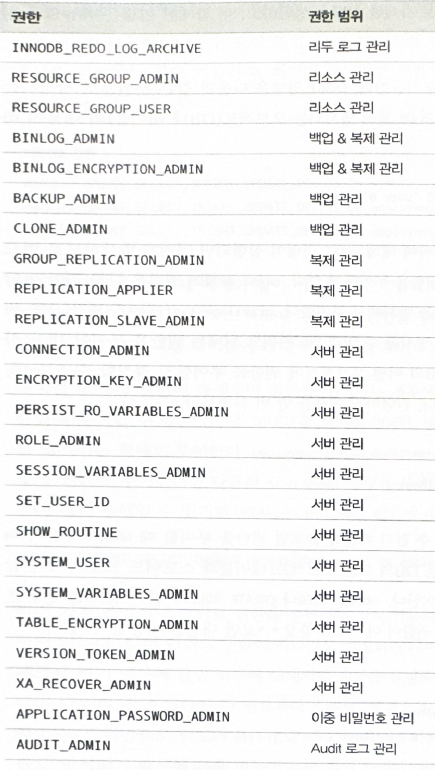 권한 권한 범위
INNODB_REDO_LOG_ARCHIVE 리두 로그 관리
RESOURCE_GROUP_ADMIN 리소스 관리
RESOURCE_GROUP_USER 리소스 관리
BINLOG_ADMIN 백업 & 복제 관리
BINLOG_ENCRYPTION_ADMIN 백업 & 복제 관리
BACKUP_ADMIN 백업 관리
CLONE_ADMIN 백업 관리
GROUP_REPLICATION_ADMIN 복제 관리
REPLICATION_APPLIER 복제 관리
REPLICATION_SLAVE_ADMIN 복제 관리
CONNECTION_ADMIN 서버 관리
ENCRYPTION_KEY_ADMIN 서버 관리
PERSIST_RO_VARIABLES_ADMIN 서버 관리
ROLE_ADMIN 서버 관리
SESSION_VARIABLES_ADMIN 서버 관리
SET_USER_ID 서버 관리
SHOW_ROUTINE 서버 관리
SYSTEM_USER 서버 관리
SYSTEM_VARIABLES_ADMIN 서버 관리
TABLE_ENCRYPTION_ADMIN 서버 관리
VERSION_TOKEN_ADMIN 서버 관리
XA_RECOVER_ADMIN 서버 관리
APPLICATION_PASSWORD_ADMIN 이중 비밀번호 관리
AUDIT_ADMIN Audit 로그 관리